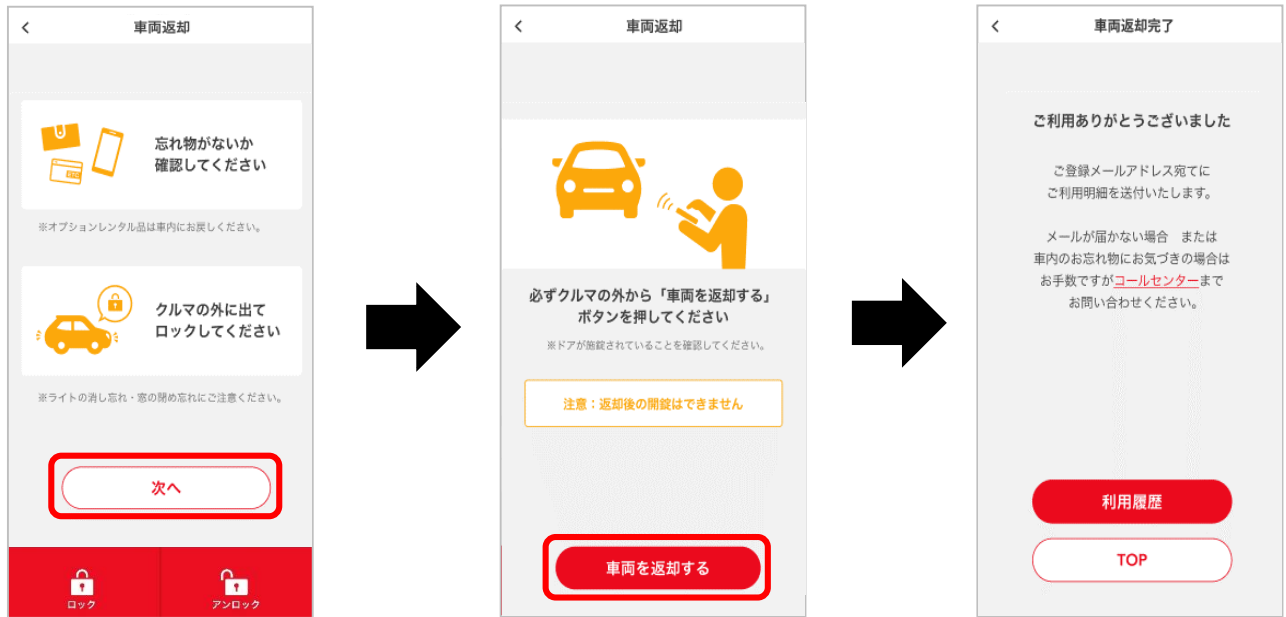 車両返却
忘れ物がないか
確認してください
※オプションレンタル品は車内にお戻しください。
クルマの外に出て
ロックしてください
※ライトの消し忘れ・窓の閉め忘れにご注意ください。
次へ
ロック
アンロック
車両返却
必ずクルマの外から「車両を返却する」
ボタンを押してください
※ドアが施錠されていることを確認してください。
注意：返却後の開錠はできません
車両を返却する
車両返却完了
ご利用ありがとうございました
ご登録メールアドレス宛てに
ご利用明細を送付いたします。
メールが届かない場合　または
車内のお忘れ物にお気づきの場合は
お手数ですがコールセンターまで
お問い合わせください。
利用履歴
TOP